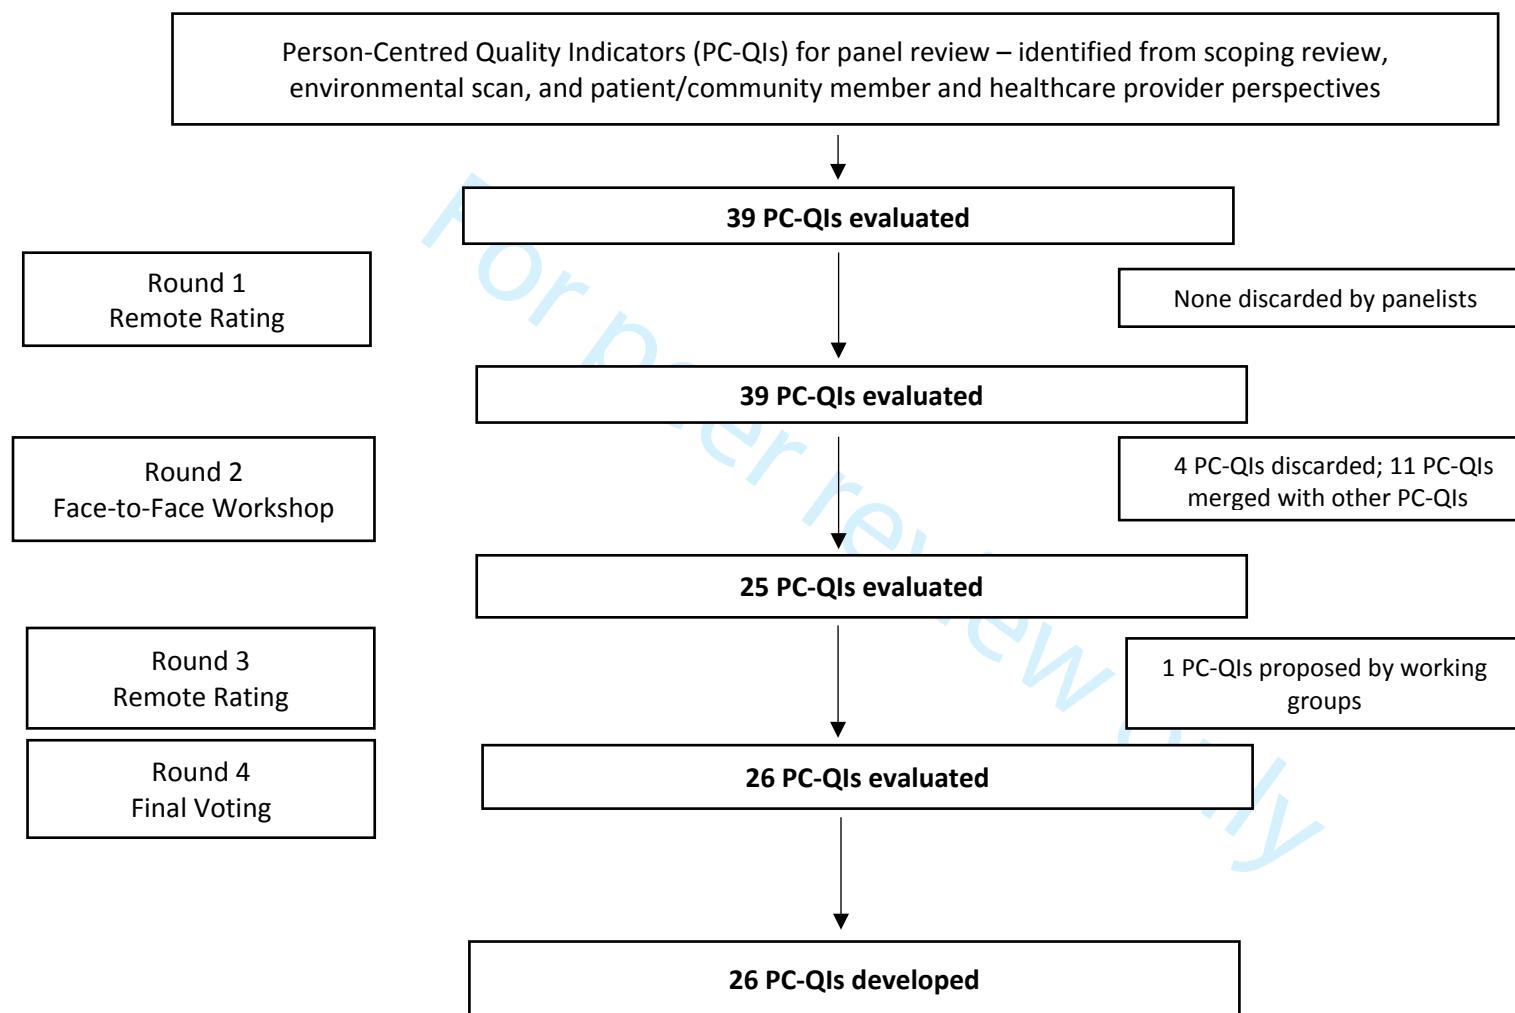 Person-Centred Quality Indicators (PC-QIs) for panel review – identified from scoping review,
environmental scan, and patient/community member and healthcare provider perspectives
39 PC-QIs evaluated
Round 1
Remote Rating
None discarded by panelists
39 PC-QIs evaluated
Round 2
Face-to-Face Workshop
4 PC-QIs discarded; 11 PC-QIs
merged with other PC-QIs
25 PC-QIs evaluated
Round 3
Remote Rating
1 PC-QIs proposed by working
groups
Round 4
Final Voting
26 PC-QIs evaluated
26 PC-QIs developed
For peer review only